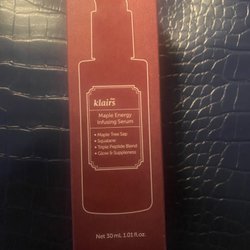 klairs
Maple Energy
Infusing Serum
• Maple Tree Sap
• Squalane
• Triple Peptide Blend
• Glow & Suppleness
Net 30 mL 1.01 fl.oz.